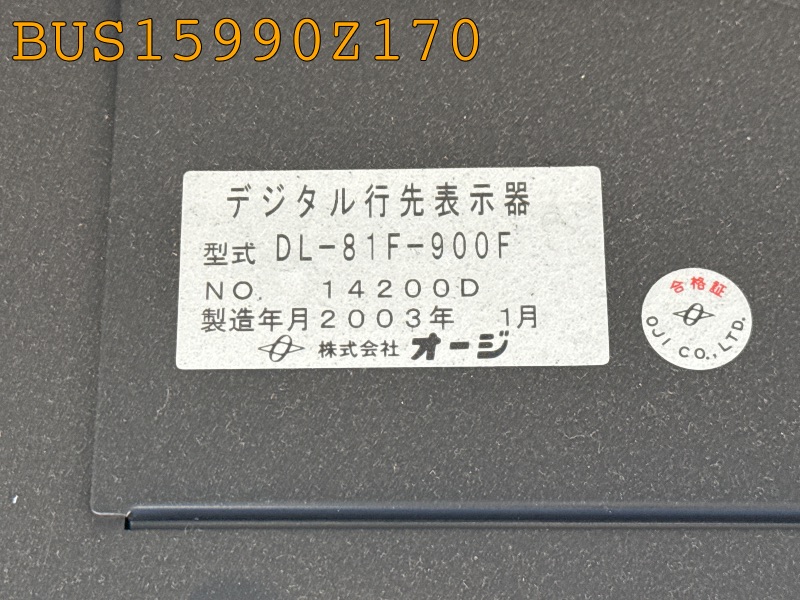 BUS15990Z170
デジタル行先表示器
型式 DL-81F-900F
NO. 14200D
製造年月2003年 1月
株式会社 オージ
合格証
OJI CO.,LTD.